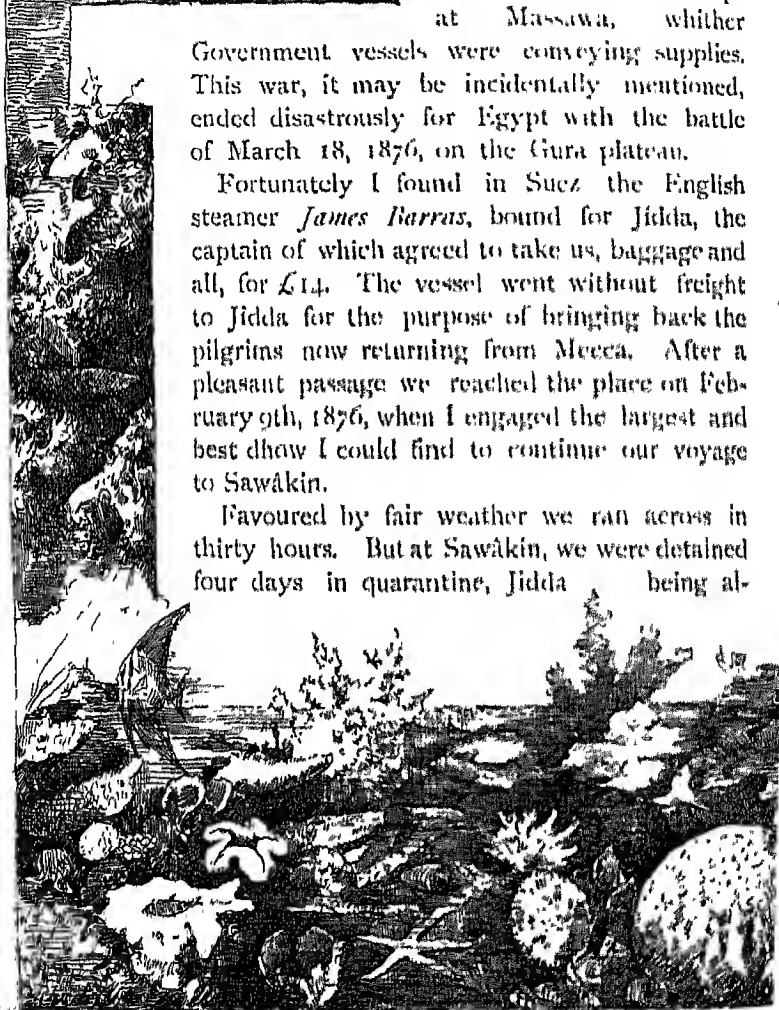 at Massawa, whither
Government vessels were conveying supplies.
This war, it may be incidentally mentioned,
ended disastrously for Egypt with the battle
of March 18, 1876, on the Gura plateau.
Fortunately I found in Suez the English
steamer James Barras, bound for Jidda, the
captain of which agreed to take us, baggage and
all, for £14. The vessel went without freight
to Jidda for the purpose of bringing back the
pilgrims now returning from Mecca. After a
pleasant passage we reached the place on Feb-
ruary 9th, 1876, when I engaged the largest and
best dhow I could find to continue our voyage
to Sawâkin.
Favoured by fair weather we ran across in
thirty hours. But at Sawâkin, we were detained
four days in quarantine, Jidda being al-